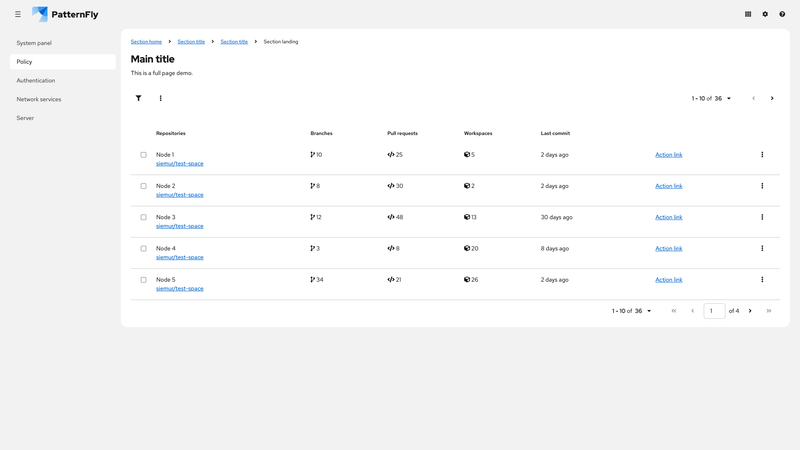 PatternFly
System panel
Policy
Authentication
Network services
Server
Section home Section title Section title Section landing
Main title
This is a full page demo.
1 - 10 of 36
Repositories Branches Pull requests Workspaces Last commit
Node 1 10 25 5 2 days ago Action link
siemur/test-space
Node 2 8 30 2 2 days ago Action link
siemur/test-space
Node 3 12 48 13 30 days ago Action link
siemur/test-space
Node 4 3 8 20 8 days ago Action link
siemur/test-space
Node 5 34 21 26 2 days ago Action link
siemur/test-space
1 - 10 of 36 1 of 4